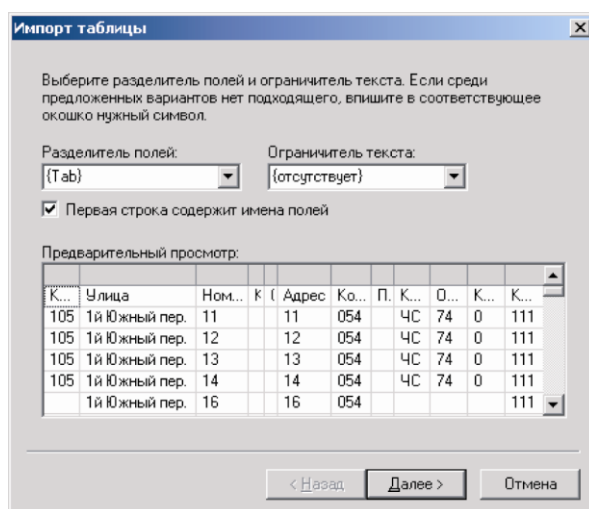 Импорт таблицы
Выберите разделитель полей и ограничитель текста. Если среди
предложенных вариантов нет подходящего, впишите в соответствующее
окошко нужный символ.
Разделитель полей: Ограничитель текста:
{Tab} {отсутствует}
Первая строка содержит имена полей
Предварительный просмотр:
К... Улица Ном... К ( Адрес Ко... П. К... О... К... К...
105 1й Южный пер. 11 11 054 ЧС 74 0 111
105 1й Южный пер. 12 12 054 ЧС 74 0 111
105 1й Южный пер. 13 13 054 ЧС 74 0 111
105 1й Южный пер. 14 14 054 ЧС 74 0 111
1й Южный пер. 16 16 054 111
< Назад Далее > Отмена